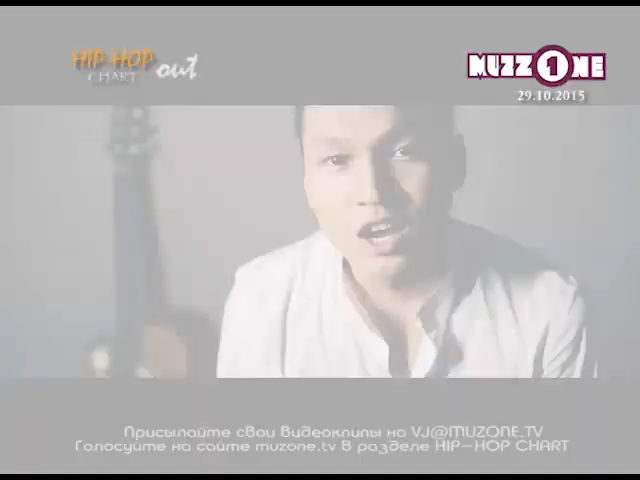 HIP-HOP
CHART out
MUZZ1NE
29.10.2015
Присылайте свои видеоклипы на VJ@MUZONE.TV
Голосуйте на сайте muzone.tv в разделе HIP-HOP CHART